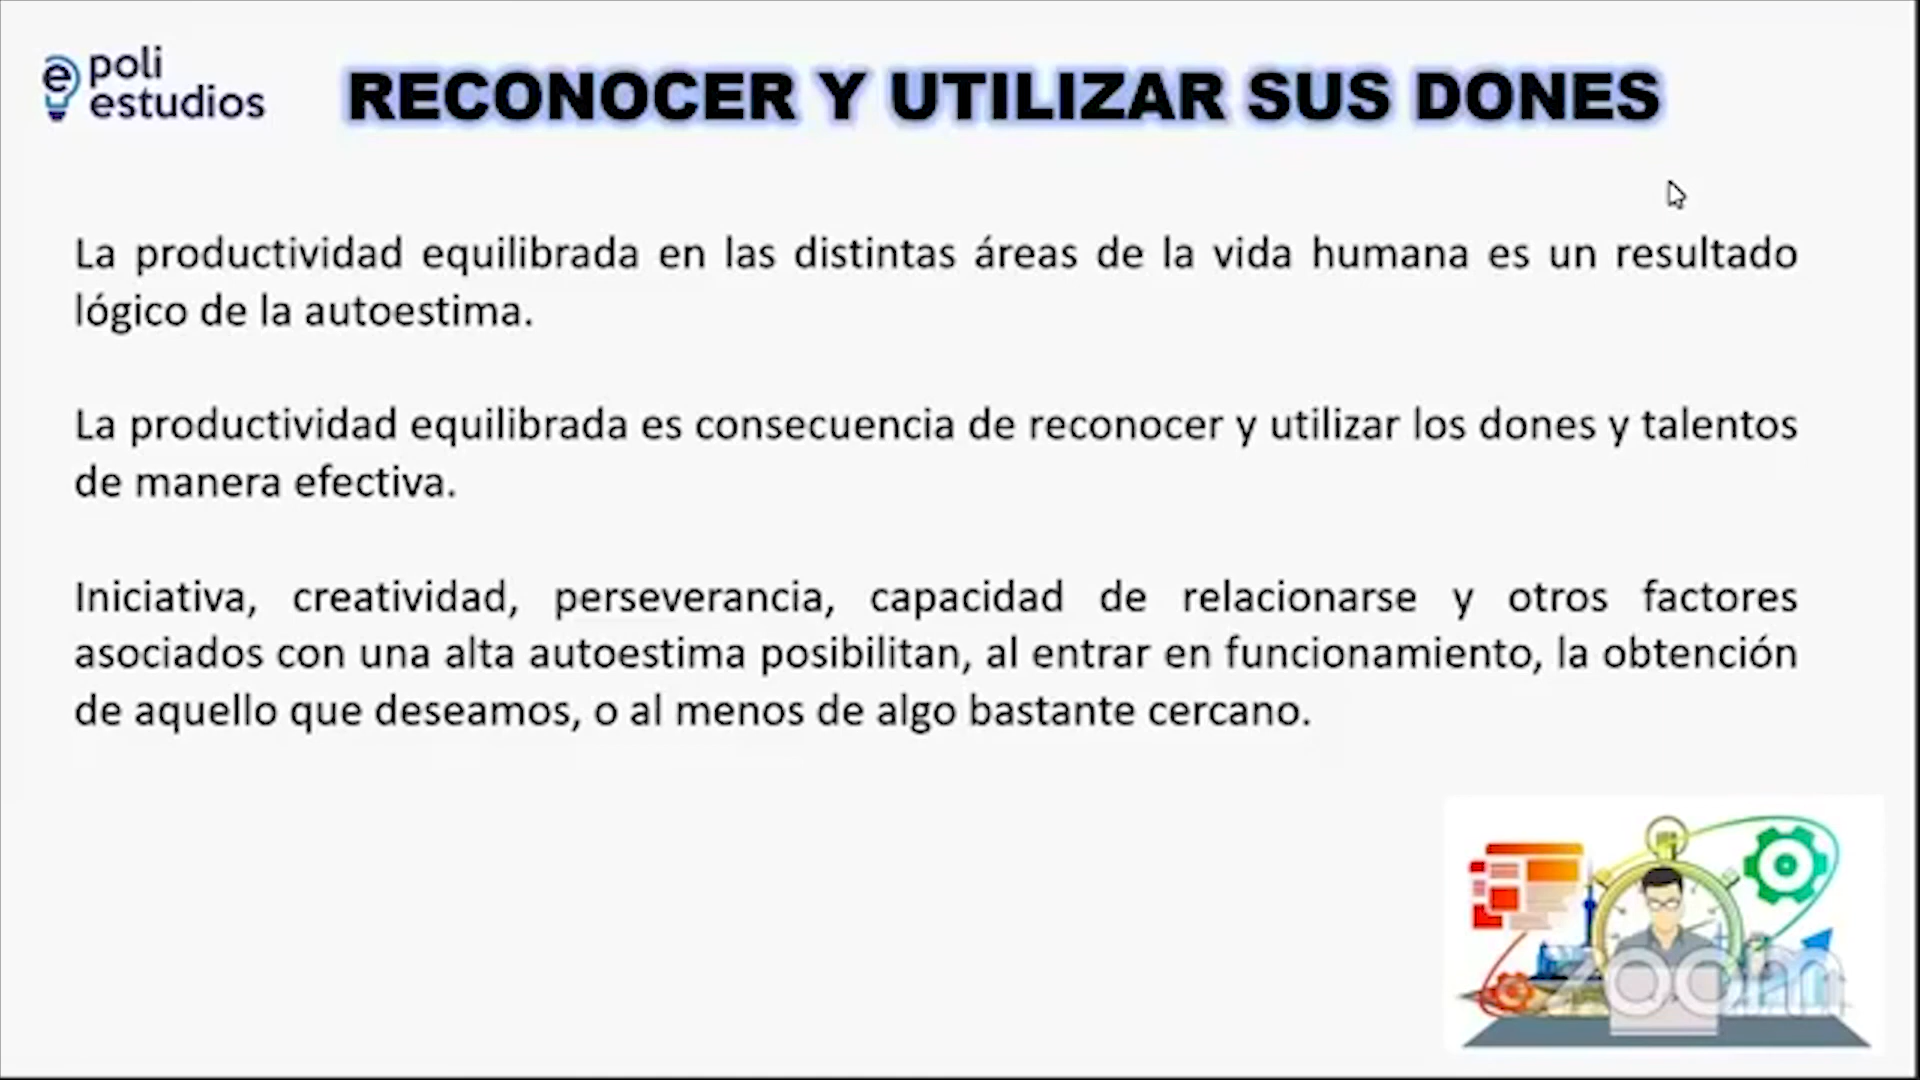 poli
estudios
RECONOCER Y UTILIZAR SUS DONES
La productividad equilibrada en las distintas áreas de la vida humana es un resultado
lógico de la autoestima.
La productividad equilibrada es consecuencia de reconocer y utilizar los dones y talentos
de manera efectiva.
Iniciativa, creatividad, perseverancia, capacidad de relacionarse y otros factores
asociados con una alta autoestima posibilitan, al entrar en funcionamiento, la obtención
de aquello que deseamos, o al menos de algo bastante cercano.
zoom